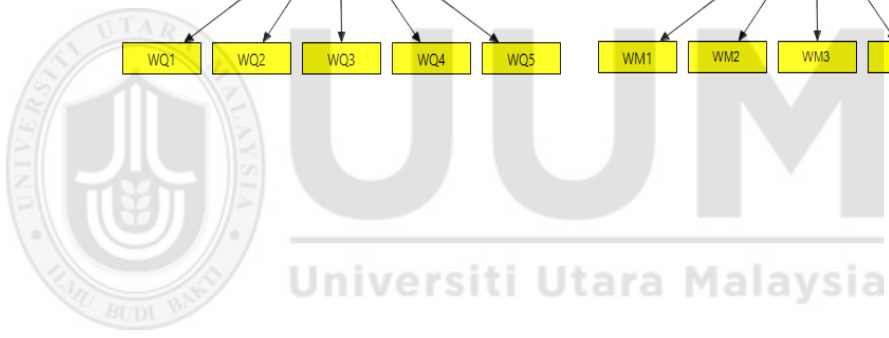 WQ1 WQ2 WQ3 WQ4 WQ5 WM1 WM2 WM3
UUM
Universiti Utara Malaysia
UNIVERSITI UTARA MALAYSIA
ILMU BUDI BAKTI